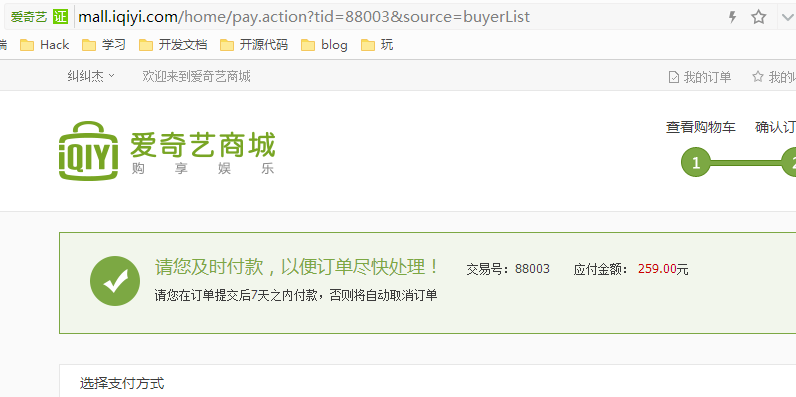 爱奇艺 证 mall.iqiyi.com/home/pay.action?tid=88003&source=buyerList
Hack 学习 开发文档 开源代码 blog 玩
纠纠杰 欢迎来到爱奇艺商城 我的订单 我的
iQIYI 爱奇艺商城
购享娱乐
查看购物车 确认订
1 2
请您及时付款，以便订单尽快处理！ 交易号：88003 应付金额： 259.00元
请您在订单提交后7天之内付款，否则将自动取消订单
选择支付方式